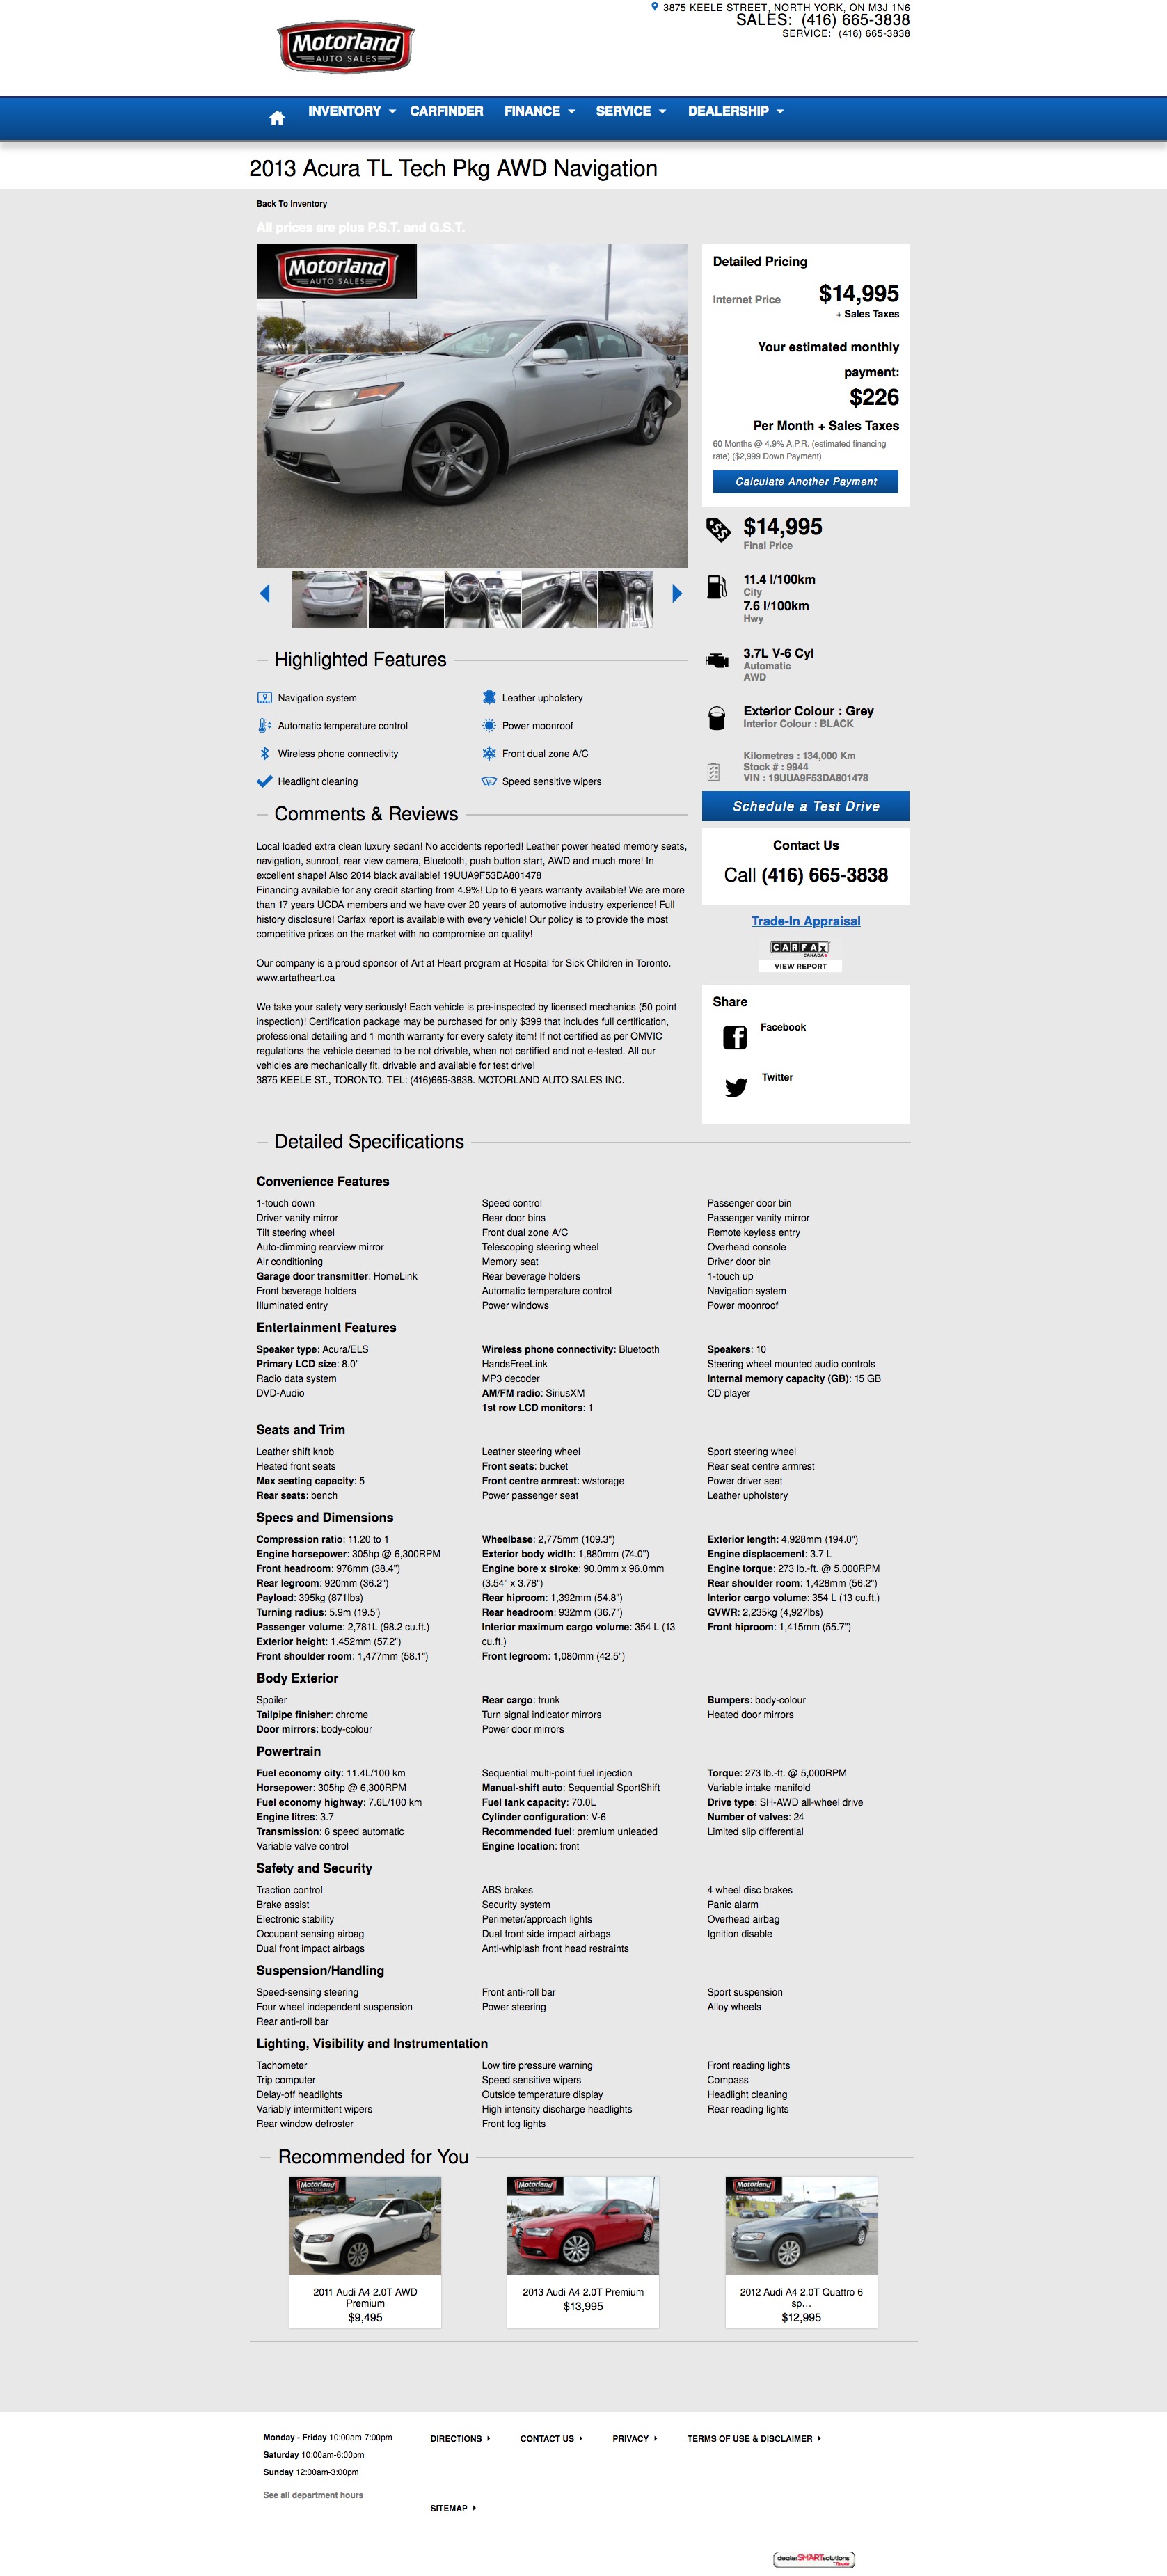 3875 KEELE STREET, NORTH YORK, ON M3J 1N6
SALES: (416) 665-3838
SERVICE: (416) 665-3838
Motorland
AUTO SALES
INVENTORY CARFINDER FINANCE SERVICE DEALERSHIP
2013 Acura TL Tech Pkg AWD Navigation
Back To Inventory
All prices are plus P.S.T. and G.S.T.
Motorland
AUTO SALES
Detailed Pricing
Internet Price $14,995
+ Sales Taxes
Your estimated monthly
payment:
$226
Per Month + Sales Taxes
60 Months @ 4.9% A.P.R. (estimated financing
rate) ($2,999 Down Payment)
Calculate Another Payment
$14,995
Final Price
11.4 l/100km
City
7.6 l/100km
Hwy
3.7L V-6 Cyl
Automatic
AWD
Exterior Colour : Grey
Interior Colour : BLACK
Kilometres : 134,000 Km
Stock # : 9944
VIN : 19UUA9F53DA801478
Schedule a Test Drive
Contact Us
Call (416) 665-3838
Trade-In Appraisal
CARFAX
CANADA
VIEW REPORT
Share
Facebook
Twitter
Highlighted Features
Navigation system Leather upholstery
Automatic temperature control Power moonroof
Wireless phone connectivity Front dual zone A/C
Headlight cleaning Speed sensitive wipers
Comments & Reviews
Local loaded extra clean luxury sedan! No accidents reported! Leather power heated memory seats,
navigation, sunroof, rear view camera, Bluetooth, push button start, AWD and much more! In
excellent shape! Also 2014 black available! 19UUA9F53DA801478
Financing available for any credit starting from 4.9%! Up to 6 years warranty available! We are more
than 17 years UCDA members and we have over 20 years of automotive industry experience! Full
history disclosure! Carfax report is available with every vehicle! Our policy is to provide the most
competitive prices on the market with no compromise on quality!
Our company is a proud sponsor of Art at Heart program at Hospital for Sick Children in Toronto.
www.artatheart.ca
We take your safety very seriously! Each vehicle is pre-inspected by licensed mechanics (50 point
inspection)! Certification package may be purchased for only $399 that includes full certification,
professional detailing and 1 month warranty for every safety item! If not certified as per OMVIC
regulations the vehicle deemed to be not drivable, when not certified and not e-tested. All our
vehicles are mechanically fit, drivable and available for test drive!
3875 KEELE ST., TORONTO. TEL: (416)665-3838. MOTORLAND AUTO SALES INC.
Detailed Specifications
Convenience Features
1-touch down Speed control Passenger door bin
Driver vanity mirror Rear door bins Passenger vanity mirror
Tilt steering wheel Front dual zone A/C Remote keyless entry
Auto-dimming rearview mirror Telescoping steering wheel Overhead console
Air conditioning Memory seat Driver door bin
Garage door transmitter: HomeLink Rear beverage holders 1-touch up
Front beverage holders Automatic temperature control Navigation system
Illuminated entry Power windows Power moonroof
Entertainment Features
Speaker type: Acura/ELS Wireless phone connectivity: Bluetooth Speakers: 10
Primary LCD size: 8.0" HandsFreeLink Steering wheel mounted audio controls
Radio data system MP3 decoder Internal memory capacity (GB): 15 GB
DVD-Audio AM/FM radio: SiriusXM CD player
1st row LCD monitors: 1
Seats and Trim
Leather shift knob Leather steering wheel Sport steering wheel
Heated front seats Front seats: bucket Rear seat centre armrest
Max seating capacity: 5 Front centre armrest: w/storage Power driver seat
Rear seats: bench Power passenger seat Leather upholstery
Specs and Dimensions
Compression ratio: 11.20 to 1 Wheelbase: 2,775mm (109.3") Exterior length: 4,928mm (194.0")
Engine horsepower: 305hp @ 6,300RPM Exterior body width: 1,880mm (74.0") Engine displacement: 3.7 L
Front headroom: 976mm (38.4") Engine bore x stroke: 90.0mm x 96.0mm Engine torque: 273 lb.-ft. @ 5,000RPM
Rear legroom: 920mm (36.2") (3.54" x 3.78") Rear shoulder room: 1,428mm (56.2")
Payload: 395kg (871lbs) Rear hiproom: 1,392mm (54.8") Interior cargo volume: 354 L (13 cu.ft.)
Turning radius: 5.9m (19.5') Rear headroom: 932mm (36.7") GVWR: 2,235kg (4,927lbs)
Passenger volume: 2,781L (98.2 cu.ft.) Interior maximum cargo volume: 354 L (13 Front hiproom: 1,415mm (55.7")
Exterior height: 1,452mm (57.2") cu.ft.)
Front shoulder room: 1,477mm (58.1") Front legroom: 1,080mm (42.5")
Body Exterior
Spoiler Rear cargo: trunk Bumpers: body-colour
Tailpipe finisher: chrome Turn signal indicator mirrors Heated door mirrors
Door mirrors: body-colour Power door mirrors
Powertrain
Fuel economy city: 11.4L/100 km Sequential multi-point fuel injection Torque: 273 lb.-ft. @ 5,000RPM
Horsepower: 305hp @ 6,300RPM Manual-shift auto: Sequential SportShift Variable intake manifold
Fuel economy highway: 7.6L/100 km Fuel tank capacity: 70.0L Drive type: SH-AWD all-wheel drive
Engine litres: 3.7 Cylinder configuration: V-6 Number of valves: 24
Transmission: 6 speed automatic Recommended fuel: premium unleaded Limited slip differential
Variable valve control Engine location: front
Safety and Security
Traction control ABS brakes 4 wheel disc brakes
Brake assist Security system Panic alarm
Electronic stability Perimeter/approach lights Overhead airbag
Occupant sensing airbag Dual front side impact airbags Ignition disable
Dual front impact airbags Anti-whiplash front head restraints
Suspension/Handling
Speed-sensing steering Front anti-roll bar Sport suspension
Four wheel independent suspension Power steering Alloy wheels
Rear anti-roll bar
Lighting, Visibility and Instrumentation
Tachometer Low tire pressure warning Front reading lights
Trip computer Speed sensitive wipers Compass
Delay-off headlights Outside temperature display Headlight cleaning
Variably intermittent wipers High intensity discharge headlights Rear reading lights
Rear window defroster Front fog lights
Recommended for You
Motorland Motorland Motorland
2011 Audi A4 2.0T AWD 2013 Audi A4 2.0T Premium 2012 Audi A4 2.0T Quattro 6
Premium $13,995 sp...
$9,495 $12,995
Monday - Friday 10:00am-7:00pm DIRECTIONS CONTACT US PRIVACY TERMS OF USE & DISCLAIMER
Saturday 10:00am-6:00pm
Sunday 12:00am-3:00pm
See all department hours
SITEMAP
dealerSMARTsolutions